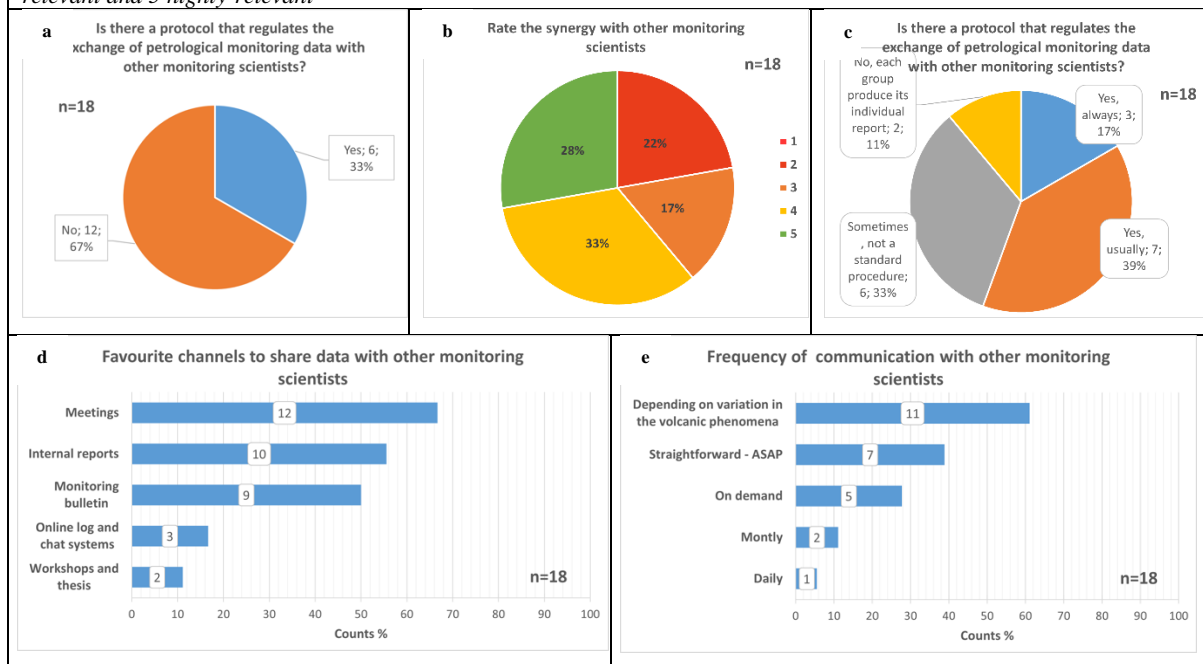 relevant and 5 highly relevant
a
Is there a protocol that regulates the
xchange of petrological monitoring data with
other monitoring scientists?
n=18
Yes; 6;
33%
No; 12;
67%
b
Rate the synergy with other monitoring
scientists
n=18
28%
22%
17%
33%
1
2
3
4
5
c
Is there a protocol that regulates the
exchange of petrological monitoring data
with other monitoring scientists?
n=18
No, each
group
produce its
individual
report; 2;
11%
Yes,
always; 3;
17%
Sometimes
, not a
standard
procedure;
6; 33%
Yes,
usually; 7;
39%
d
Favourite channels to share data with other monitoring
scientists
Meetings
12
Internal reports
10
Monitoring
bulletin
9
Online log and
chat systems
3
Workshops and
thesis
2
n=18
0 10 20 30 40 50 60 70 80 90 100
Counts %
e
Frequency of communication with other monitoring
scientists
Depending on variation in
the volcanic phenomena
11
Straightforward - ASAP
7
On demand
5
Montly
2
Daily
1
n=18
0 10 20 30 40 50 60 70 80 90 100
Counts %